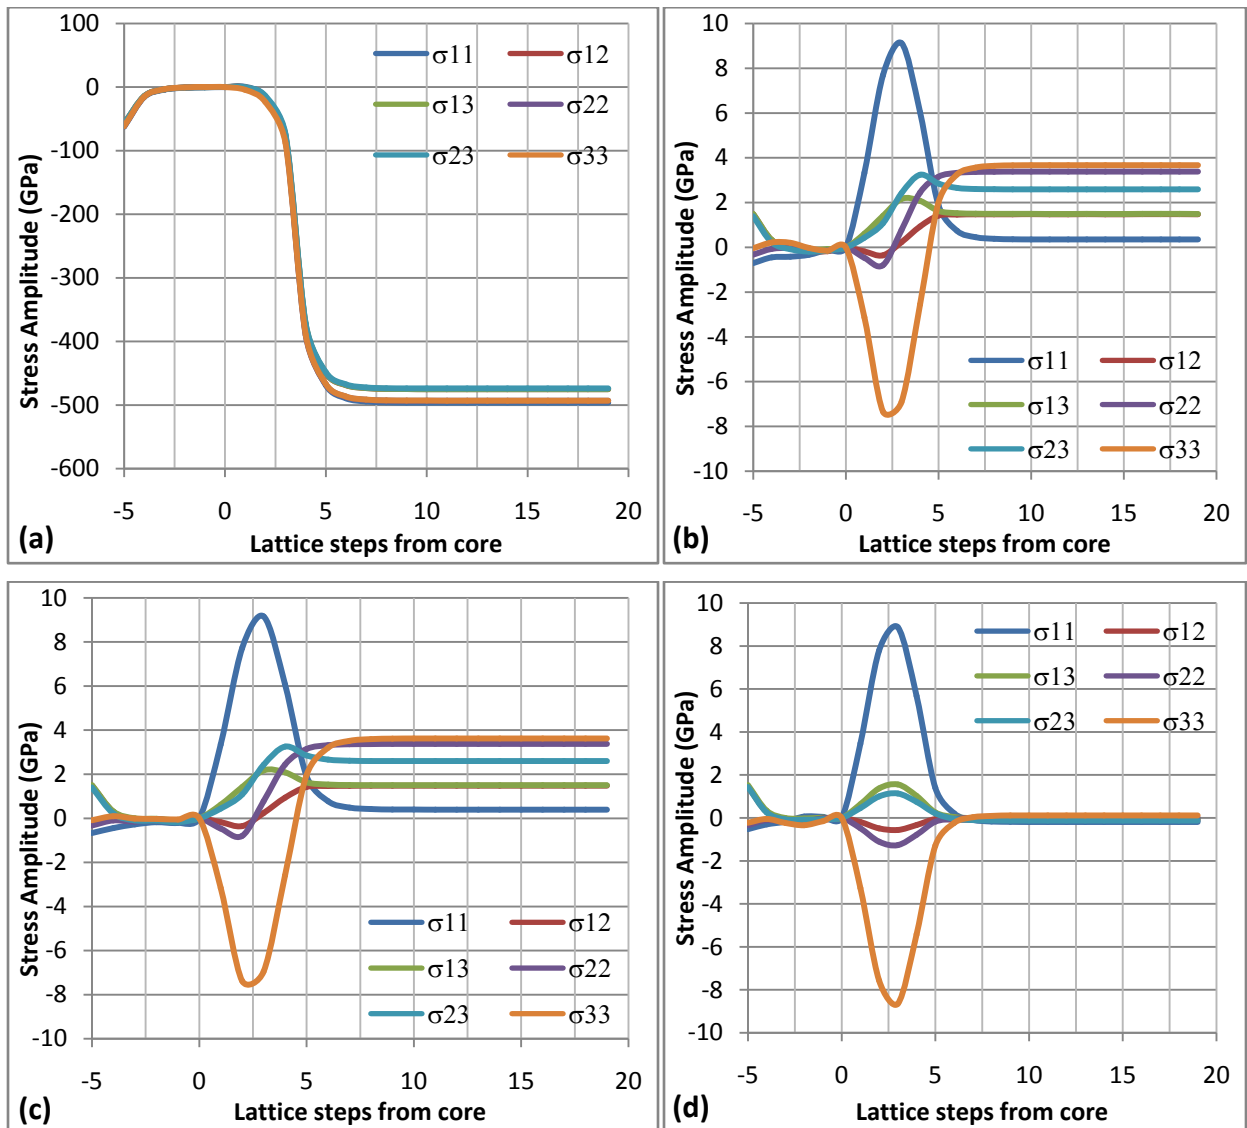 100
0
-100
-200
-300
-400
-500
-600
Stress Amplitude (GPa)
σ11 σ12
σ13 σ22
σ23 σ33
-5 0 5 10 15 20
(a) Lattice steps from core
10
8
6
4
2
0
-2
-4
-6
-8
-10
Stress Amplitude (GPa)
σ11 σ12
σ13 σ22
σ23 σ33
-5 0 5 10 15 20
(b) Lattice steps from core
10
8
6
4
2
0
-2
-4
-6
-8
-10
Stress Amplitude (GPa)
σ11 σ12
σ13 σ22
σ23 σ33
-5 0 5 10 15 20
(c) Lattice steps from core
10
8
6
4
2
0
-2
-4
-6
-8
-10
Stress Amplitude (GPa)
σ11 σ12
σ13 σ22
σ23 σ33
-5 0 5 10 15 20
(d) Lattice steps from core